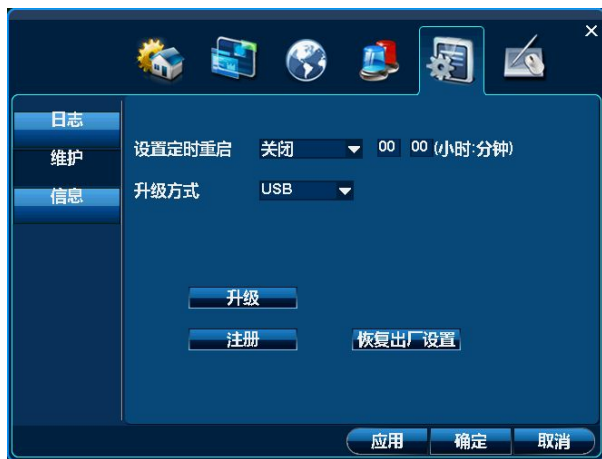 日志
维护
信息
设置定时重启 关闭 00 00 (小时:分钟)
升级方式 USB
升级
注册 恢复出厂设置
应用 确定 取消